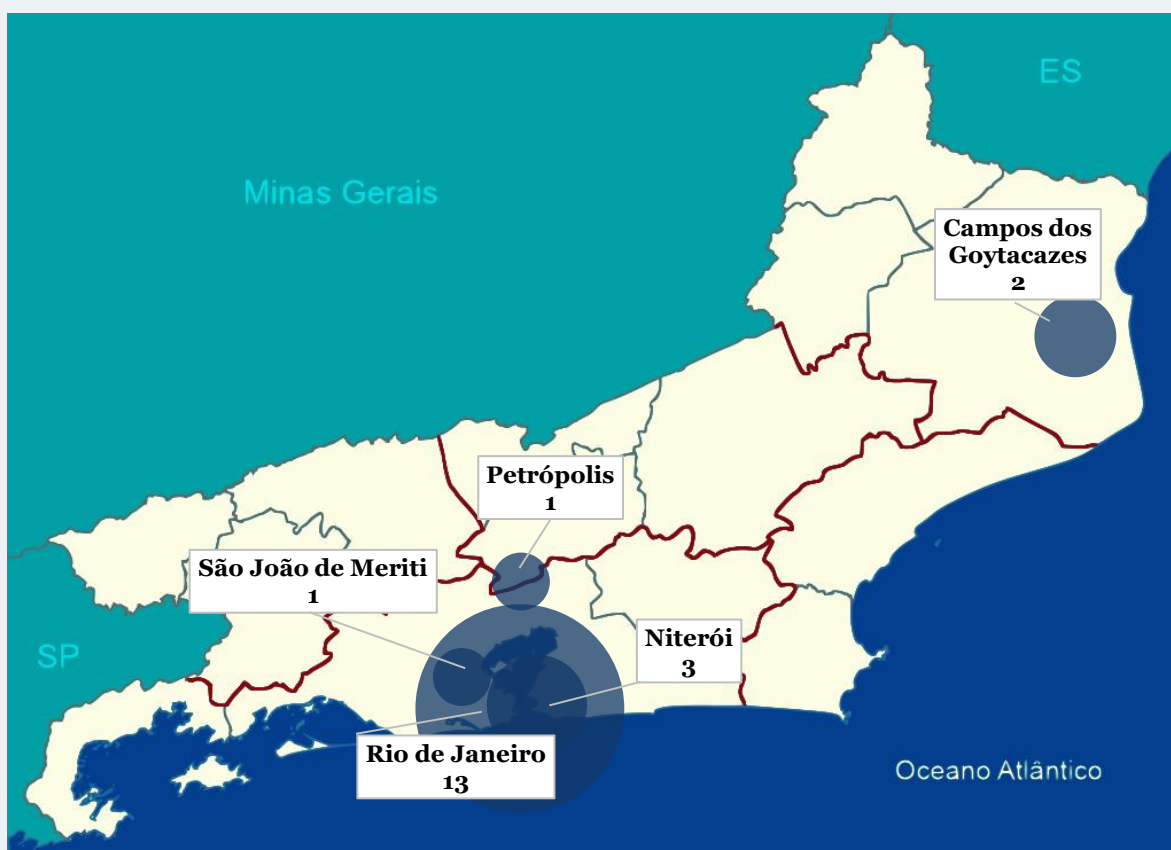 ES
Minas Gerais
Campos dos
Goytacazes
2
Petrópolis
1
São João de Meriti
1
Niterói
3
SP
Rio de Janeiro
13
Oceano Atlântico